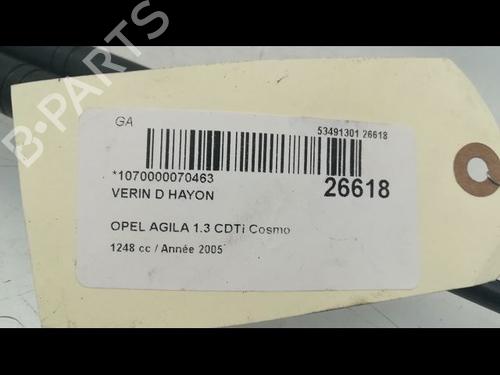 B-PARTS
GA
53491301 26618
*1070000070463
26618
VERIN D HAYON
OPEL AGILA 1.3 CDTi Cosmo
1248 cc / Année 2005